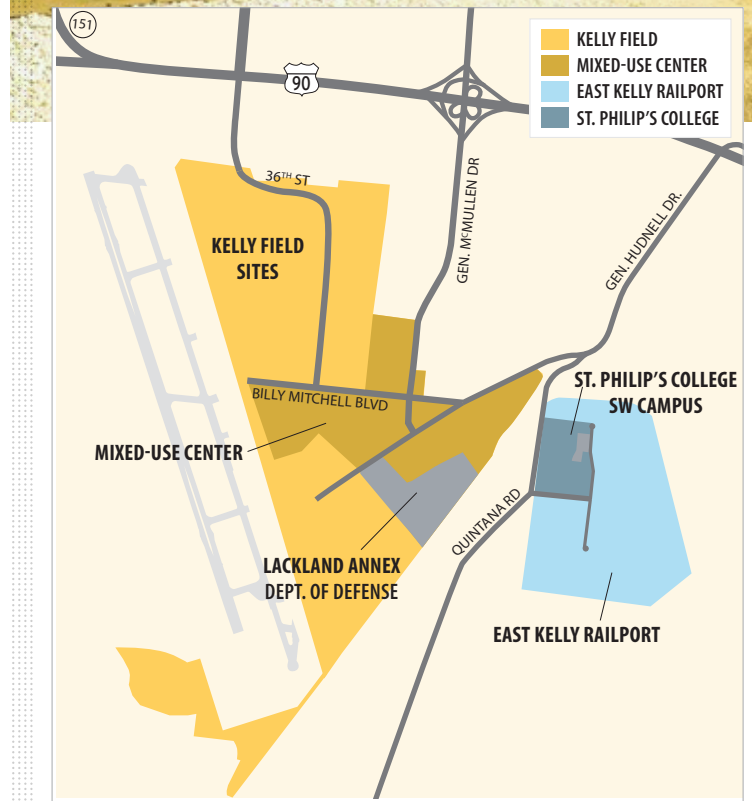 151
90
KELLY FIELD
MIXED-USE CENTER
EAST KELLY RAILPORT
ST. PHILIP'S COLLEGE
36TH ST
GEN. MCMULLEN DR
GEN. HUDNELL DR.
KELLY FIELD
SITES
BILLY MITCHELL BLVD
ST. PHILIP'S COLLEGE
SW CAMPUS
MIXED-USE CENTER
QUINTANA RD
LACKLAND ANNEX
DEPT. OF DEFENSE
EAST KELLY RAILPORT